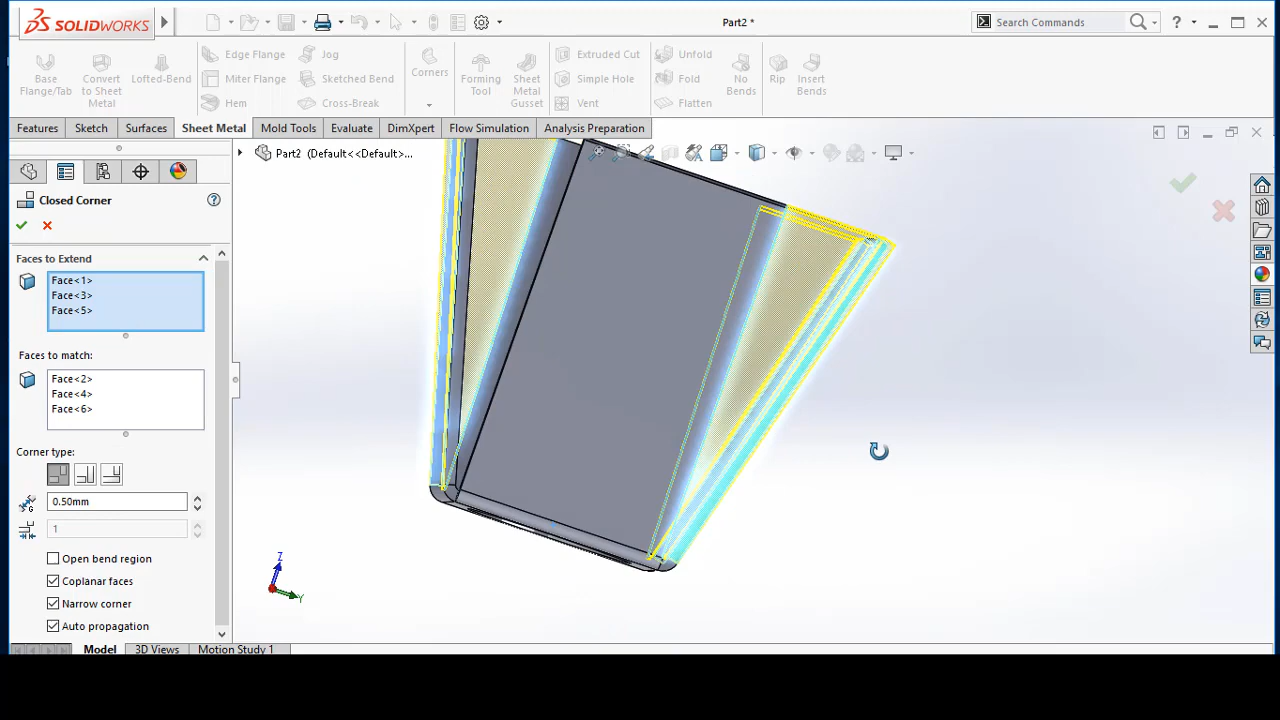 SOLIDWORKS
Part2 *
Search Commands
?
Base Flange/Tab
Convert to Sheet Metal
Lofted-Bend
Edge Flange
Miter Flange
Hem
Jog
Sketched Bend
Cross-Break
Corners
Forming Tool
Sheet Metal Gusset
Extruded Cut
Simple Hole
Vent
Unfold
Fold
Flatten
No Bends
Rip
Insert Bends
Features
Sketch
Surfaces
Sheet Metal
Mold Tools
Evaluate
DimXpert
Flow Simulation
Analysis Preparation
Part2 (Default<<Default>...
Closed Corner
?
Faces to Extend
Face<1>
Face<3>
Face<5>
Faces to match:
Face<2>
Face<4>
Face<6>
Corner type:
0.50mm
1
Open bend region
Coplanar faces
Narrow corner
Auto propagation
Z
Y
Model
3D Views
Motion Study 1